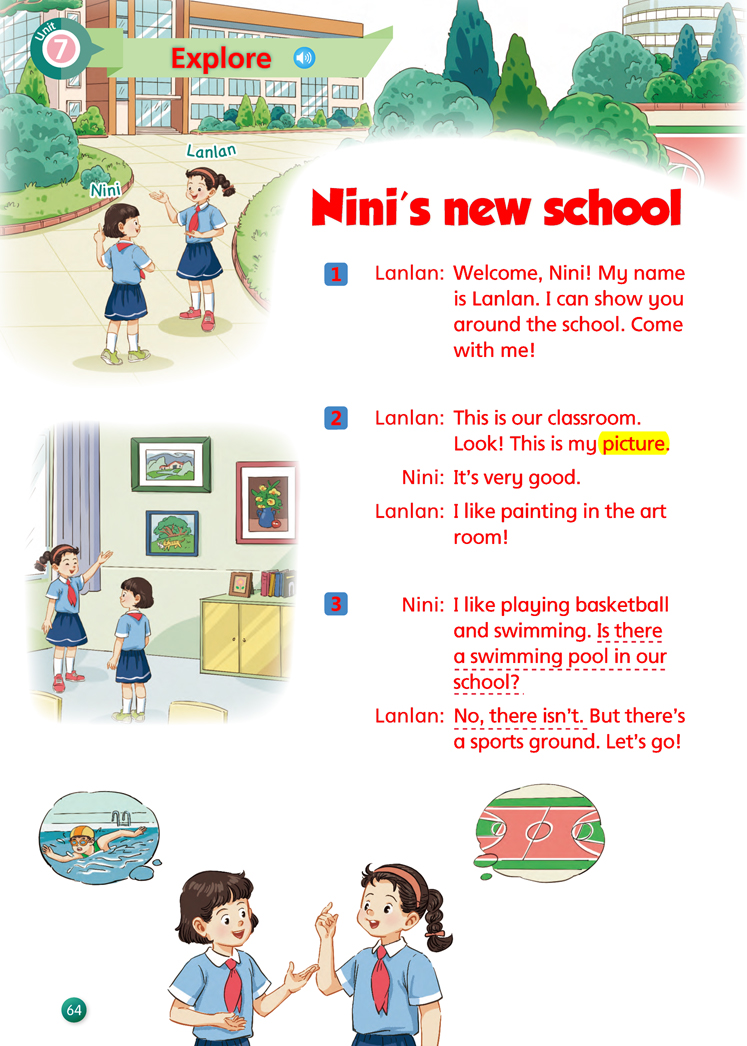 Unit
7
Explore
Lanlan
Nini
Nini's new school
1
Lanlan: Welcome, Nini! My name
is Lanlan. I can show you
around the school. Come
with me!
2
Lanlan: This is our classroom.
Look! This is my picture.
Nini: It's very good.
Lanlan: I like painting in the art
room!
3
Nini: I like playing basketball
and swimming. Is there
a swimming pool in our
school?
Lanlan: No, there isn't. But there's
a sports ground. Let's go!
64